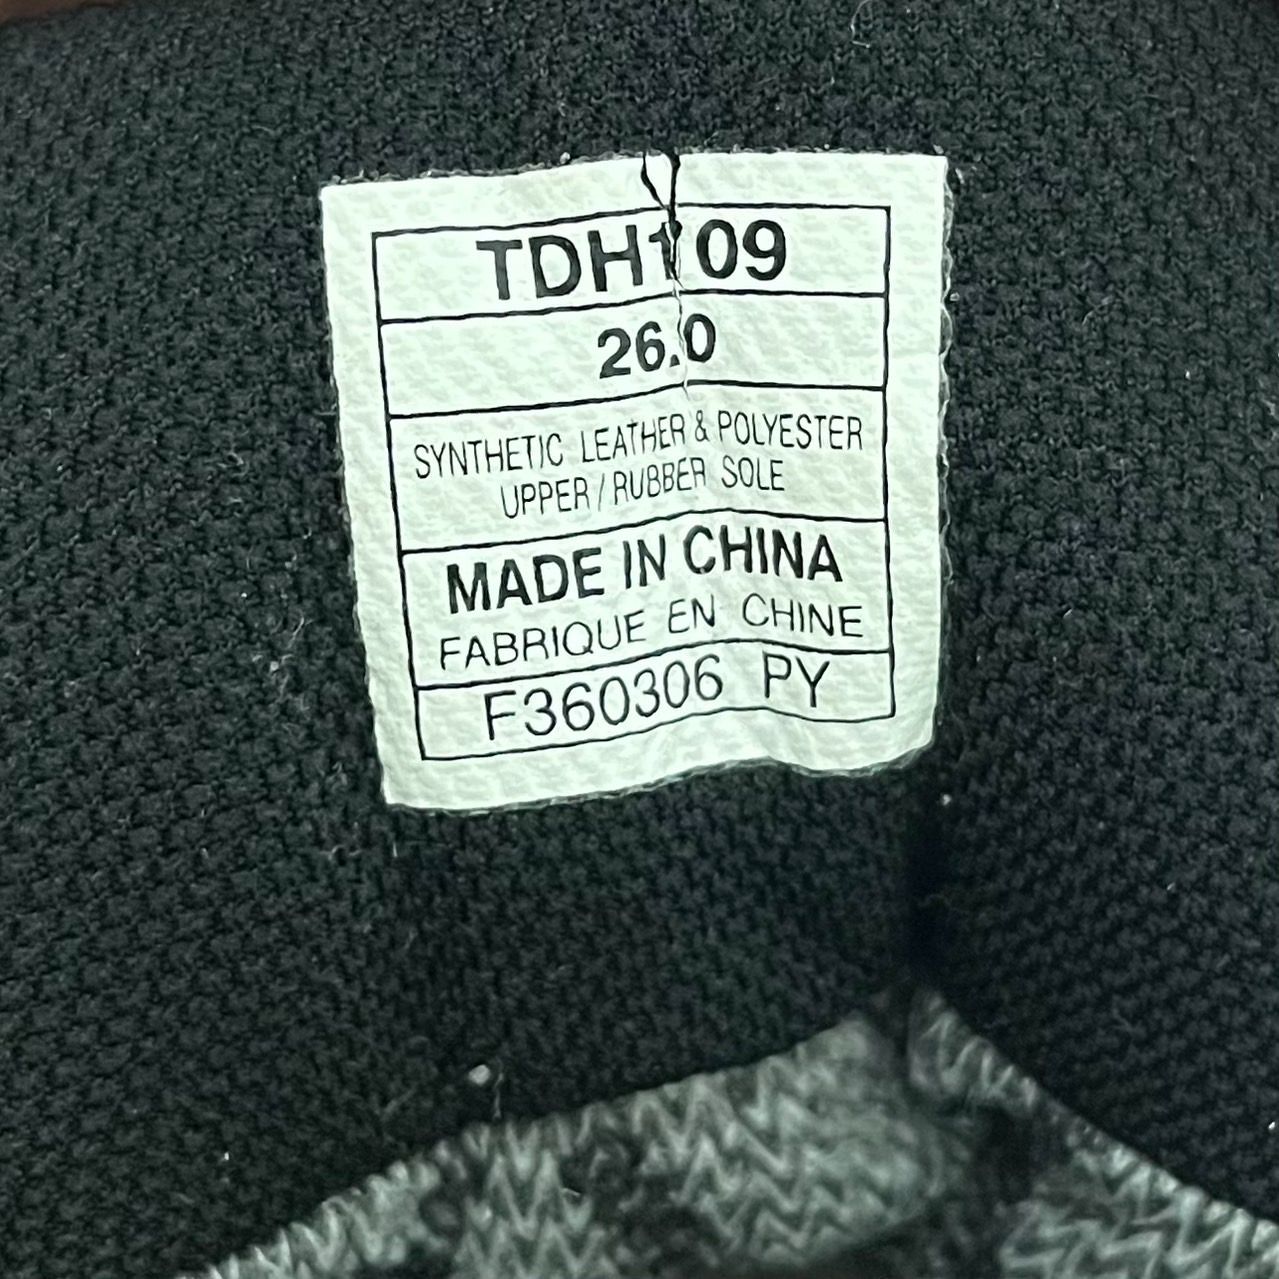 TDH109
26.0
SYNTHETIC LEATHER & POLYESTER
UPPER / RUBBER SOLE
MADE IN CHINA
FABRIQUE EN CHINE
F360306 PY